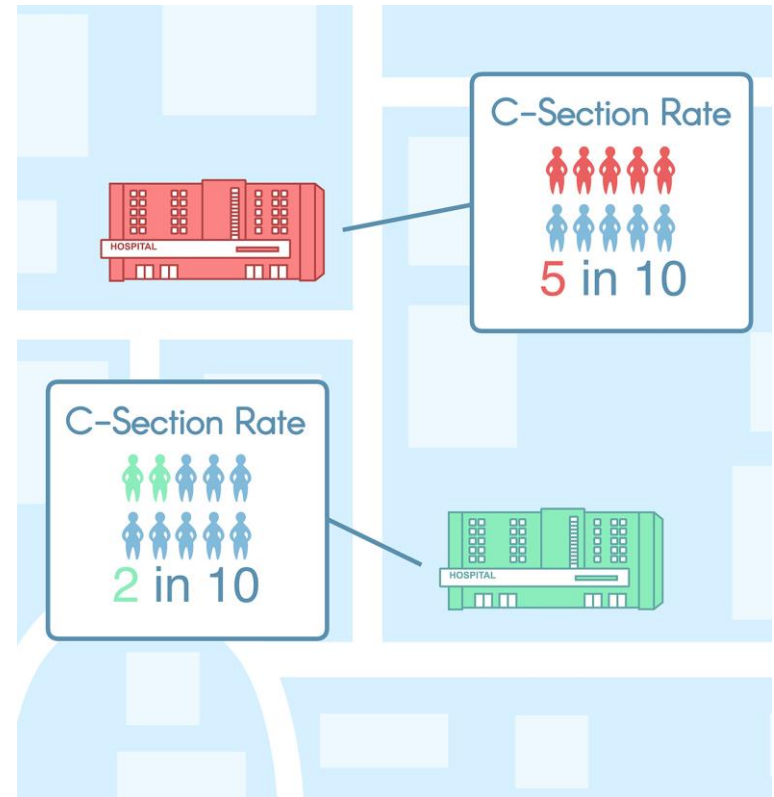 C-Section Rate
5 in 10
HOSPITAL
C-Section Rate
2 in 10
HOSPITAL